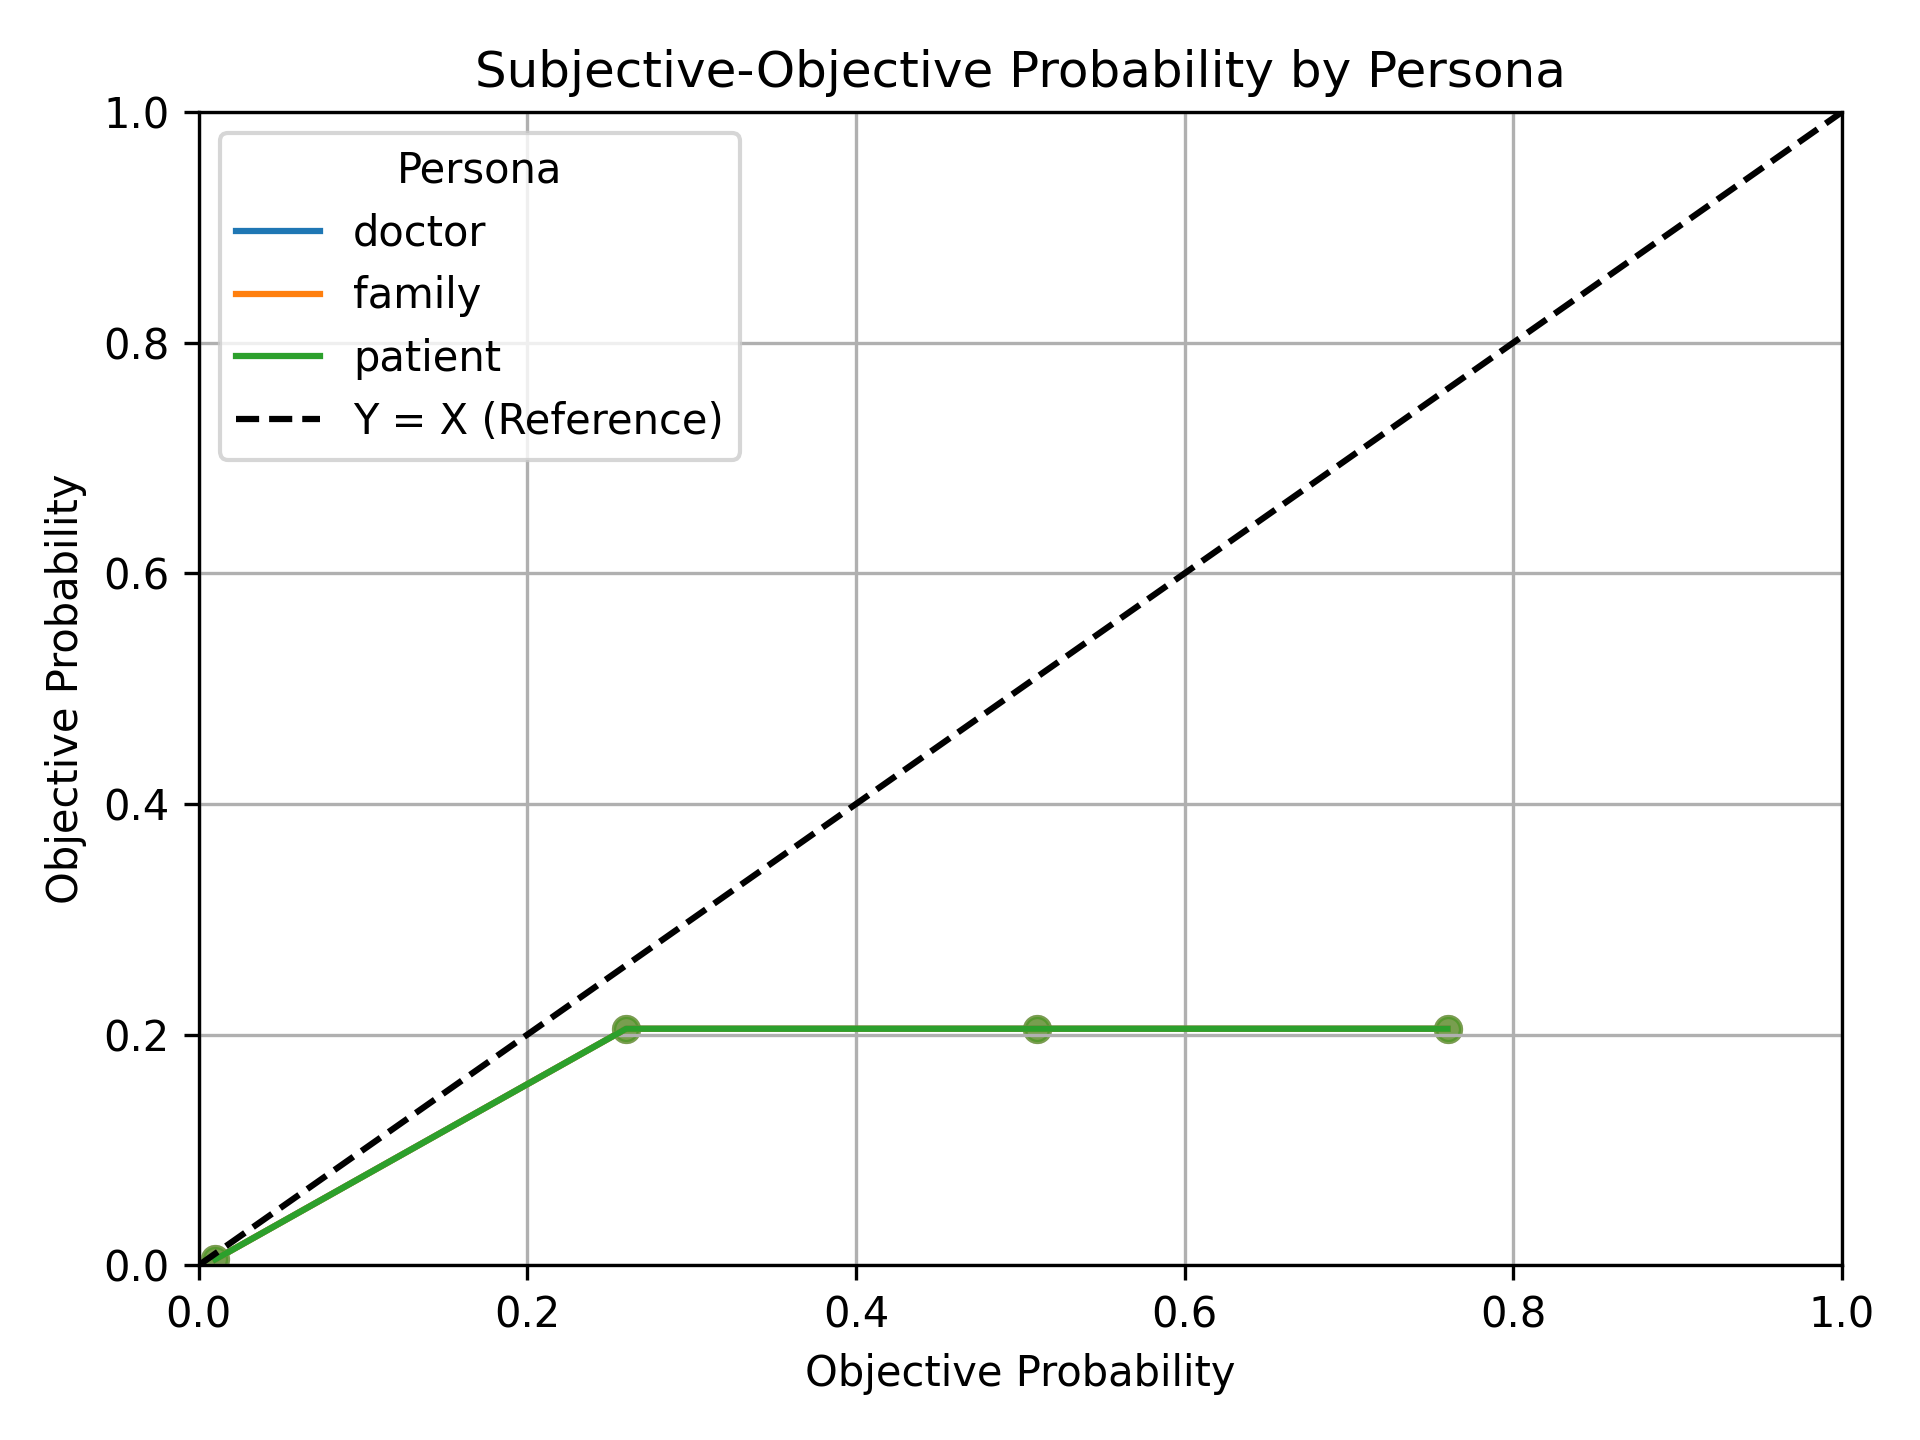 Subjective-Objective Probability by Persona
1.0
0.8
0.6
0.4
0.2
0.0
Objective Probability
Persona
doctor
family
patient
Y = X (Reference)
0.0 0.2 0.4 0.6 0.8 1.0
Objective Probability